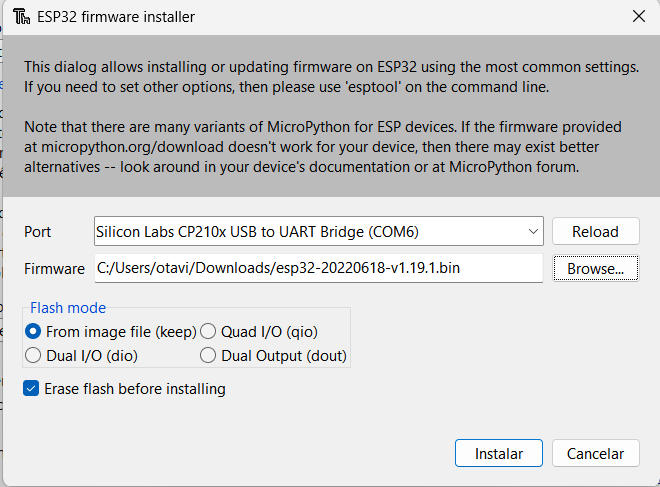 ESP32 firmware installer
This dialog allows installing or updating firmware on ESP32 using the most common settings.
If you need to set other options, then please use 'esptool' on the command line.
Note that there are many variants of MicroPython for ESP devices. If the firmware provided
at micropython.org/download doesn't work for your device, then there may exist better
alternatives -- look around in your device's documentation or at MicroPython forum.
Port Silicon Labs CP210x USB to UART Bridge (COM6) Reload
Firmware C:/Users/otavi/Downloads/esp32-20220618-v1.19.1.bin Browse...
Flash mode
From image file (keep) Quad I/O (qio)
Dual I/O (dio) Dual Output (dout)
Erase flash before installing
Instalar Cancelar